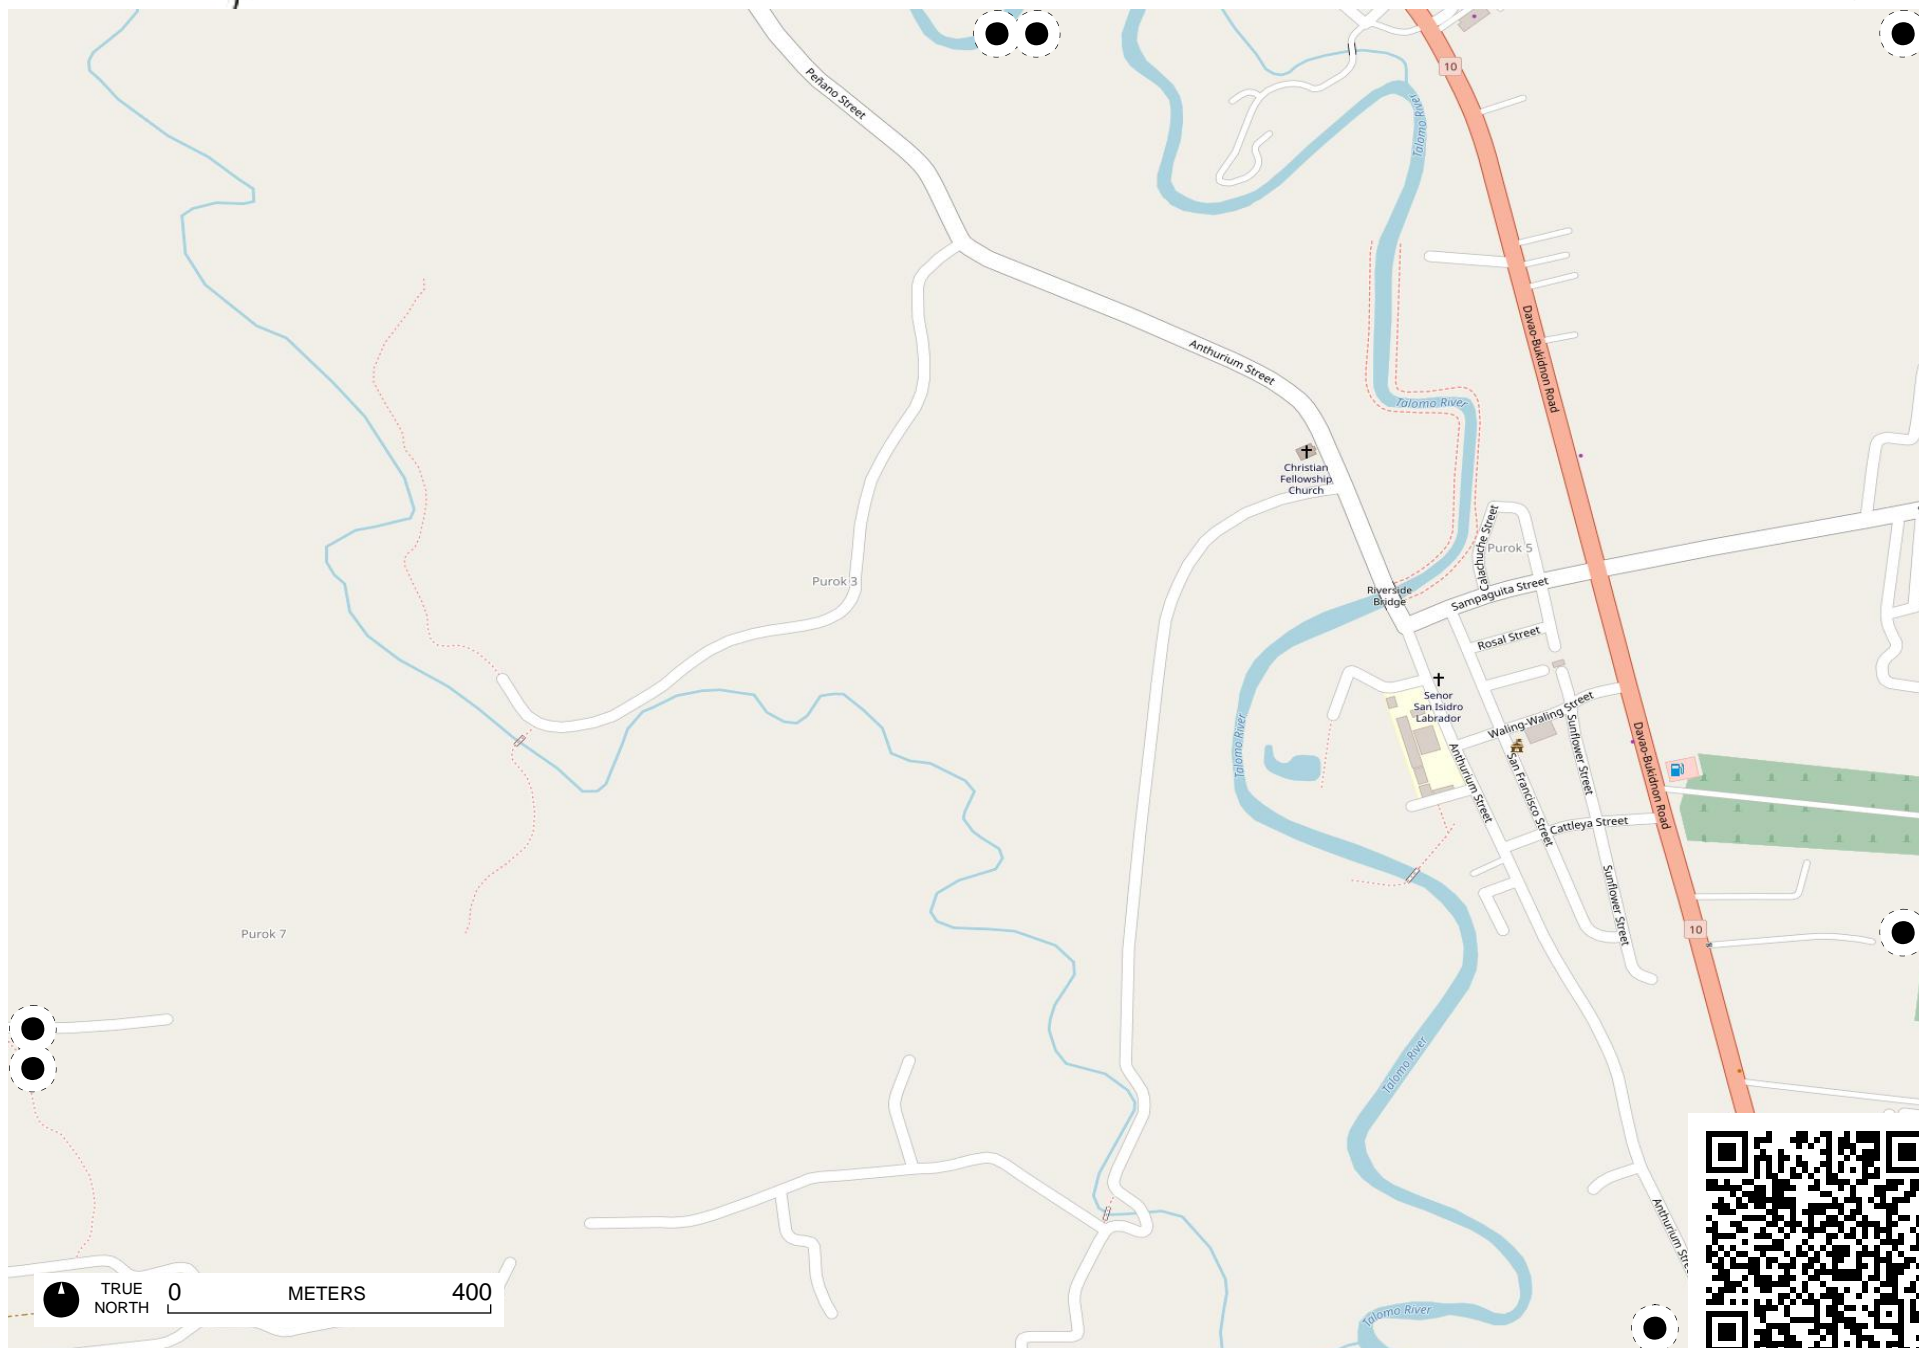 Peñano Street
10
Talomo River
Anthurium Street
Davao-Bukidnon Road
Talomo River
Christian
Fellowship
Church
Calachuche Street
Purok 5
Purok 3
Riverside
Bridge
Sampaguita Street
Rosal Street
Senor
San Isidro
Labrador
Waling-Waling Street
Talomo River
Sunflower Street
Anthurium Street
San Francisco Street
Davao-Bukidnon Road
Cattleya Street
Sunflower Street
Purok 7
10
Talomo River
Anthurium Stre
Talomo River
TRUE
NORTH
0 METERS 400